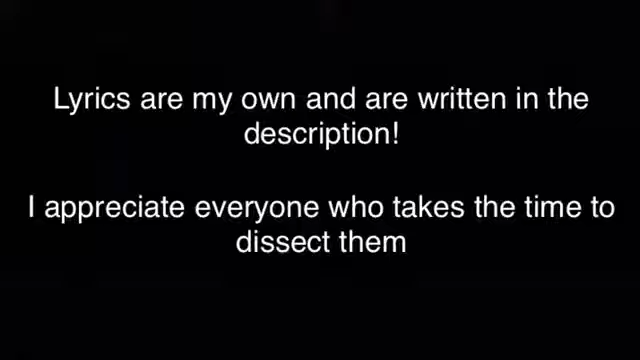 Lyrics are my own and are written in the
description!
I appreciate everyone who takes the time to
dissect them